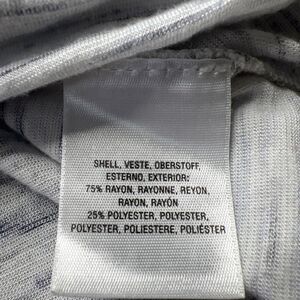 SHELL, VESTE, OBERSTOFF,
ESTERNO, EXTERIOR:
75% RAYON, RAYONNE, REYON,
RAYON, RAYÓN
25% POLYESTER, POLYESTER,
POLYESTER, POLIESTERE, POLIÉSTER